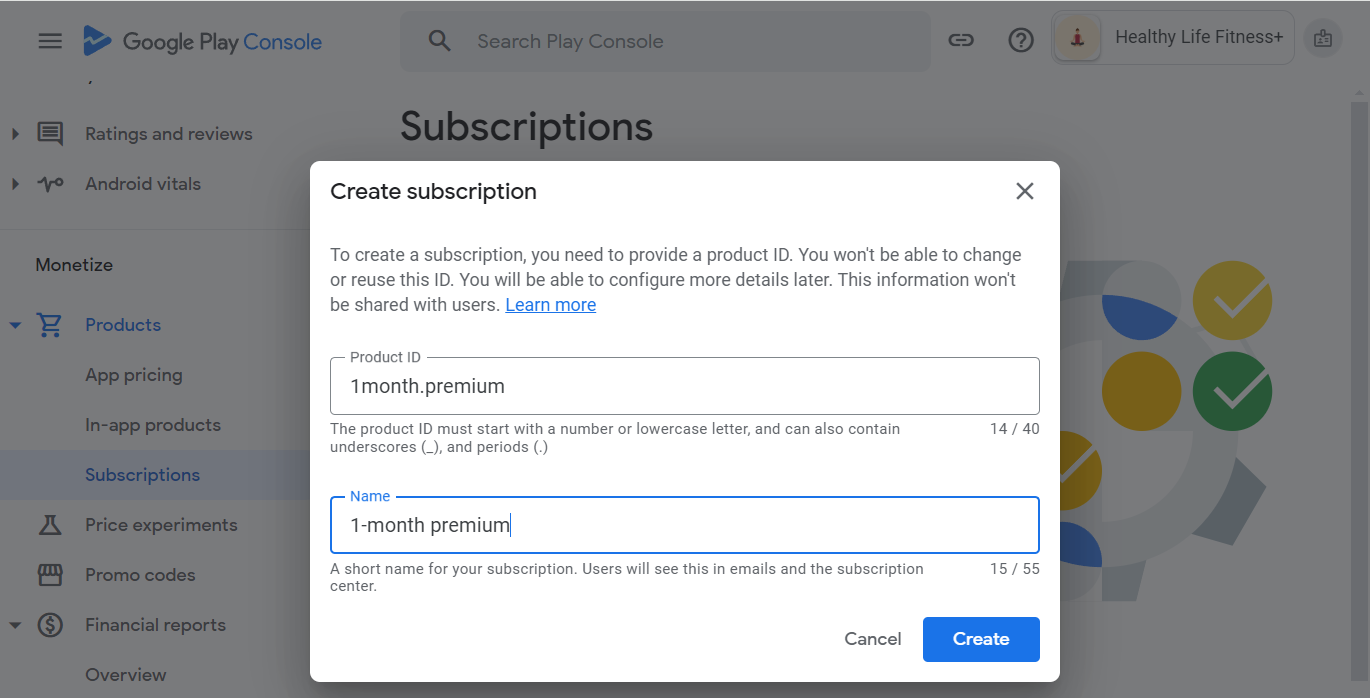 Google Play Console
Search Play Console
Healthy Life Fitness+
Ratings and reviews
Android vitals
Monetize
Products
App pricing
In-app products
Subscriptions
Price experiments
Promo codes
Financial reports
Overview
Subscriptions
Create subscription
To create a subscription, you need to provide a product ID. You won't be able to change
or reuse this ID. You will be able to configure more details later. This information won't
be shared with users. Learn more
Product ID
1month.premium
The product ID must start with a number or lowercase letter, and can also contain
underscores (_), and periods (.)
14 / 40
Name
1-month premium
A short name for your subscription. Users will see this in emails and the subscription
center.
15 / 55
Cancel
Create